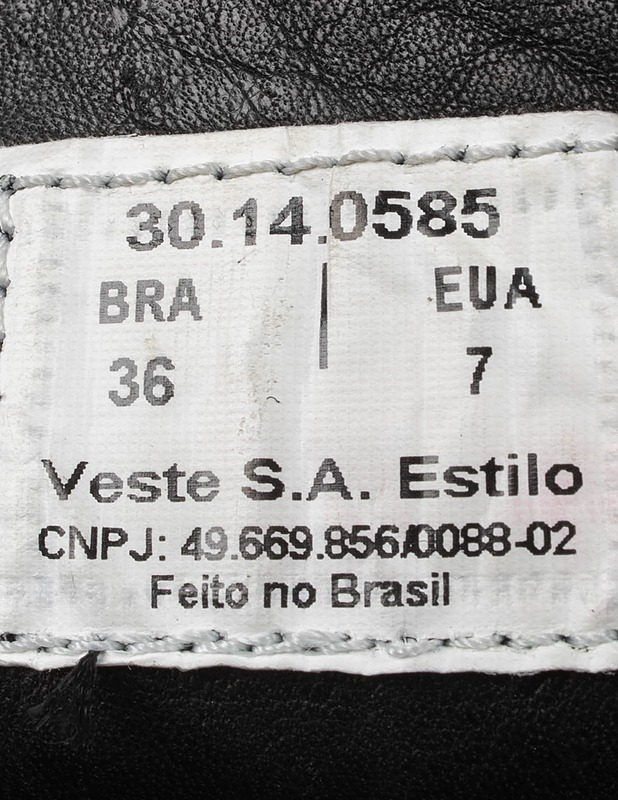 30.14.0585
BRA | EUA
36 7
Veste S.A. Estilo
CNPJ: 49.669.856/0088-02
Feito no Brasil